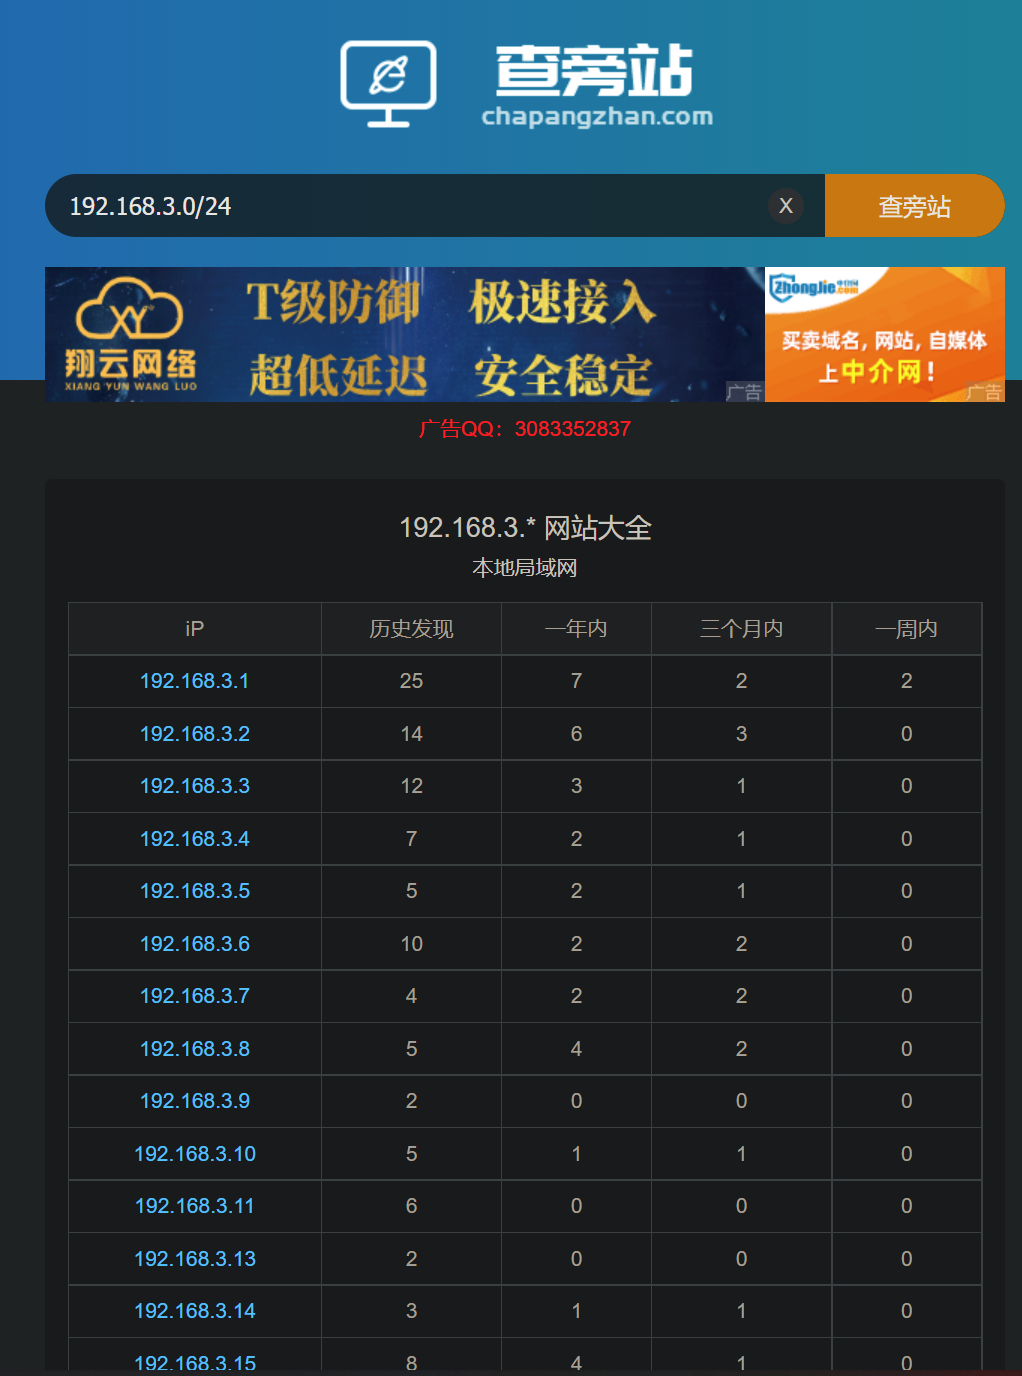 查旁站
chapangzhan.com
192.168.3.0/24 X 查旁站
XY
翔云网络
XIANG YUN WANG LUO
T级防御 极速接入
超低延迟 安全稳定
广告
ZhongJie.com
买卖域名，网站，自媒体
上中介网！
广告
广告QQ：3083352837
192.168.3.* 网站大全
本地局域网
iP 历史发现 一年内 三个月内 一周内
192.168.3.1 25 7 2 2
192.168.3.2 14 6 3 0
192.168.3.3 12 3 1 0
192.168.3.4 7 2 1 0
192.168.3.5 5 2 1 0
192.168.3.6 10 2 2 0
192.168.3.7 4 2 2 0
192.168.3.8 5 4 2 0
192.168.3.9 2 0 0 0
192.168.3.10 5 1 1 0
192.168.3.11 6 0 0 0
192.168.3.13 2 0 0 0
192.168.3.14 3 1 1 0
192.168.3.15 8 4 1 0